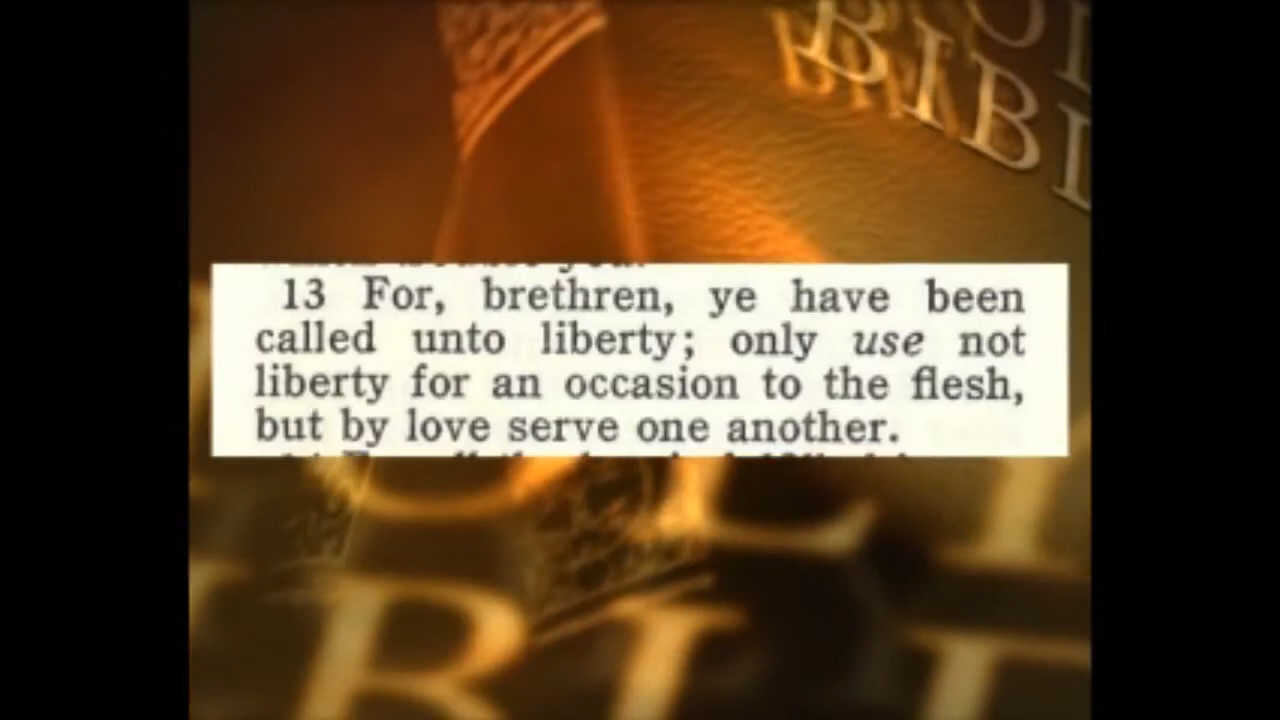 BIBL
13 For, brethren, ye have been
called unto liberty; only use not
liberty for an occasion to the flesh,
but by love serve one another.